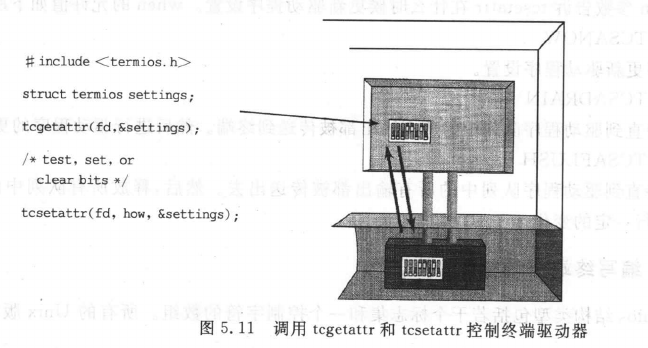 # include <termios.h>
struct termios settings;
tcgetattr(fd,&settings);
/* test, set, or
clear bits */
tcsetattr(fd, how, &settings);
图 5.11 调用 tcgetattr 和 tcsetattr 控制终端驱动器